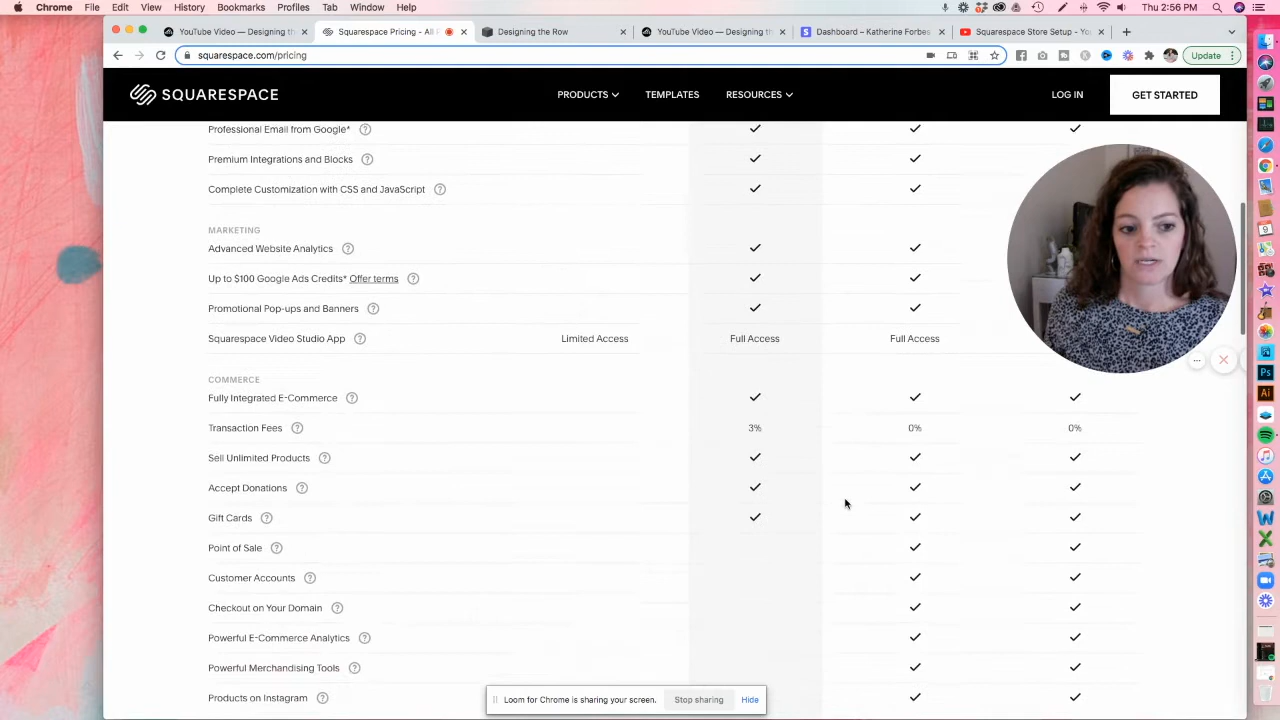 Chrome File Edit View History Bookmarks Profiles Tab Window Help Thu 2:56 PM
YouTube Video — Designing the Squarespace Pricing - All P Designing the Row YouTube Video — Designing th Dashboard – Katherine Forbes Squarespace Store Setup - Yo
squarespace.com/pricing Update
SQUARESPACE PRODUCTS TEMPLATES RESOURCES LOG IN GET STARTED
Professional Email from Google* ?
Premium Integrations and Blocks ?
Complete Customization with CSS and JavaScript ?
MARKETING
Advanced Website Analytics ?
Up to $100 Google Ads Credits* Offer terms ?
Promotional Pop-ups and Banners ?
Squarespace Video Studio App ? Limited Access Full Access Full Access
COMMERCE
Fully Integrated E-Commerce ?
Transaction Fees ? 3% 0% 0%
Sell Unlimited Products ?
Accept Donations ?
Gift Cards ?
Point of Sale ?
Customer Accounts ?
Checkout on Your Domain ?
Powerful E-Commerce Analytics ?
Powerful Merchandising Tools ?
Products on Instagram ?
Loom for Chrome is sharing your screen. Stop sharing Hide
Ps
Ai